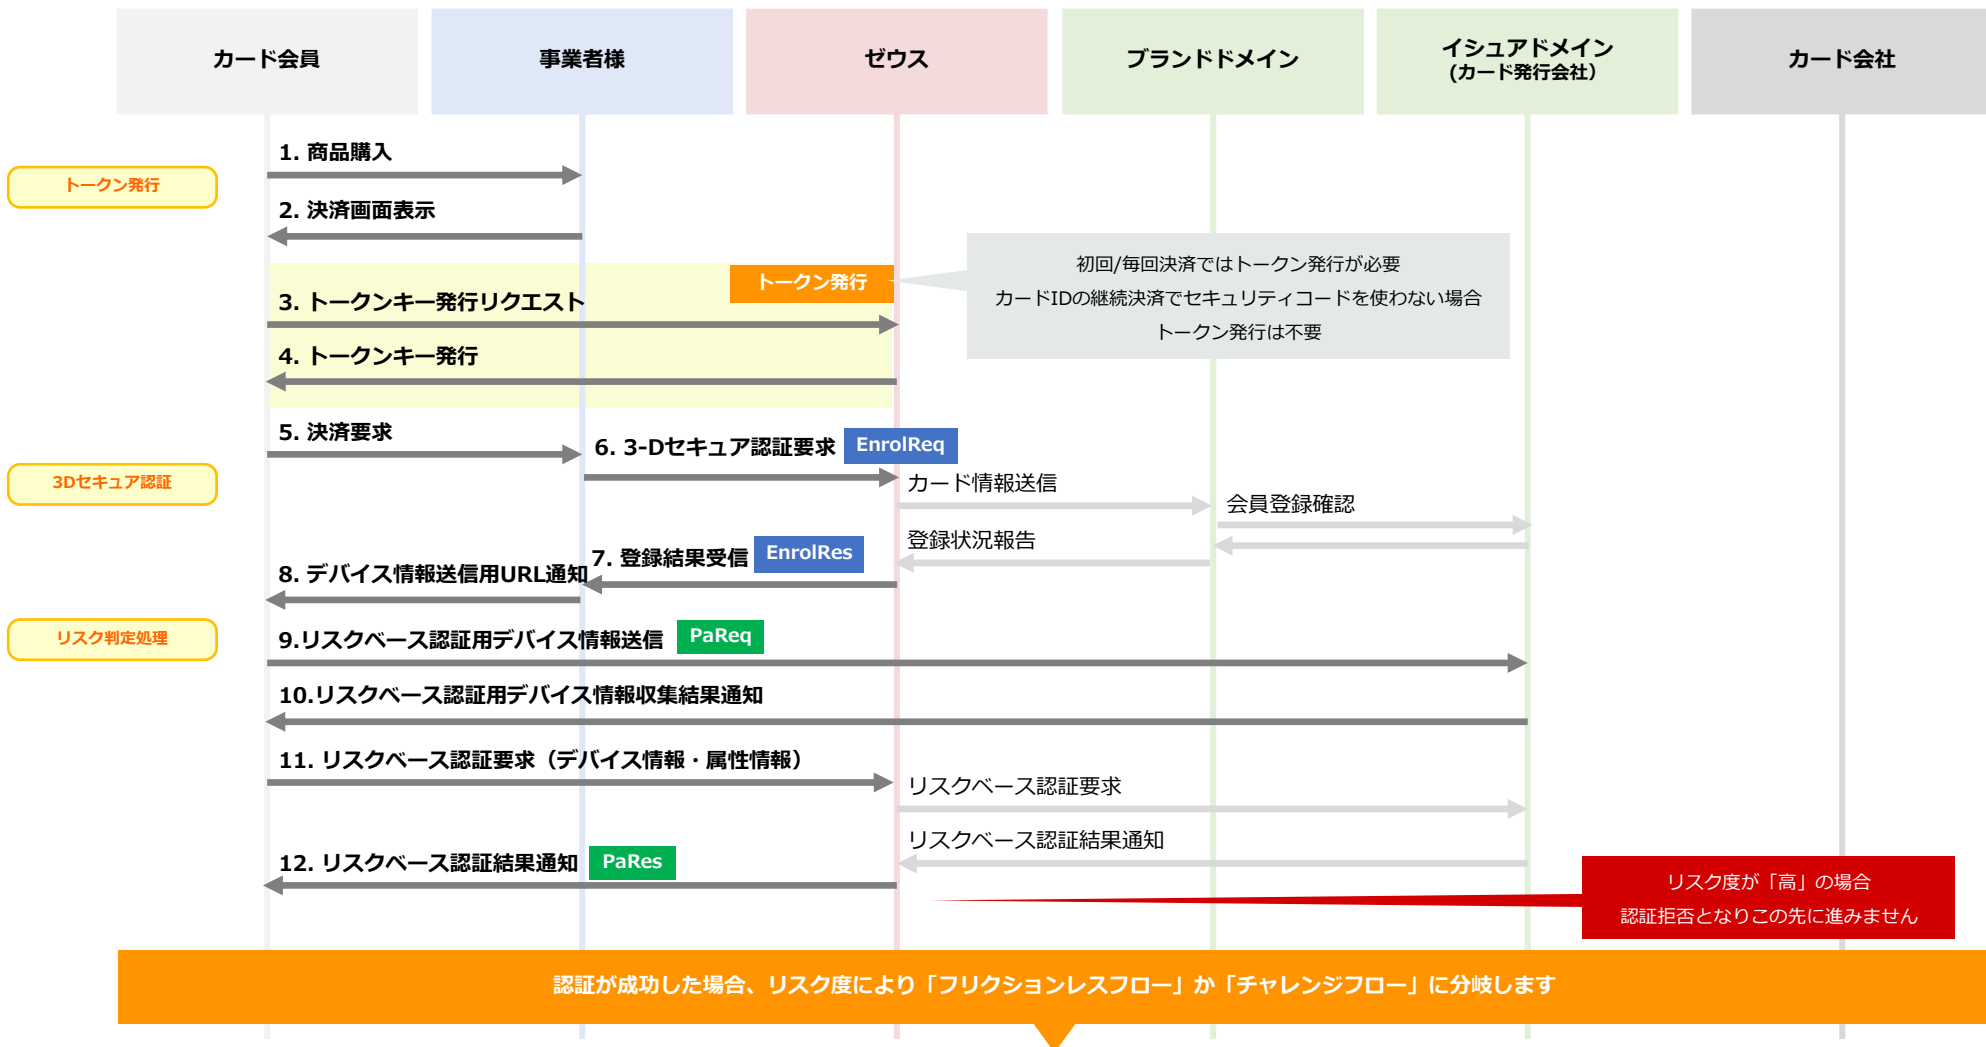 カード会員
事業者様
ゼウス
ブランドドメイン
イシュアドメイン
(カード発行会社)
カード会社
1. 商品購入
トークン発行
2. 決済画面表示
トークン発行
初回/毎回決済ではトークン発行が必要
カードIDの継続決済でセキュリティコードを使わない場合
トークン発行は不要
3. トークンキー発行リクエスト
4. トークンキー発行
5. 決済要求
6. 3-Dセキュア認証要求
EnrolReq
3Dセキュア認証
カード情報送信
会員登録確認
登録状況報告
7. 登録結果受信
EnrolRes
8. デバイス情報送信用URL通知
リスク判定処理
9.リスクベース認証用デバイス情報送信
PaReq
10.リスクベース認証用デバイス情報収集結果通知
11. リスクベース認証要求（デバイス情報・属性情報）
リスクベース認証要求
リスクベース認証結果通知
12. リスクベース認証結果通知
PaRes
リスク度が「高」の場合
認証拒否となりこの先に進みません
認証が成功した場合、リスク度により「フリクションレスフロー」か「チャレンジフロー」に分岐します